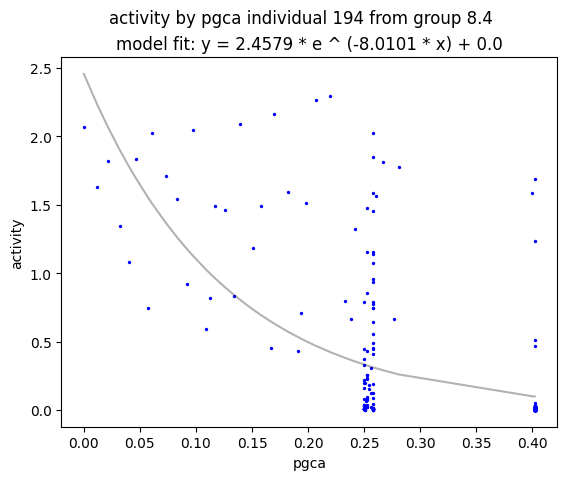 activity by pgca individual 194 from group 8.4
model fit: y = 2.4579 * e ^ (-8.0101 * x) + 0.0
2.5
2.0
1.5
1.0
0.5
0.0
activity
0.00 0.05 0.10 0.15 0.20 0.25 0.30 0.35 0.40
pgca